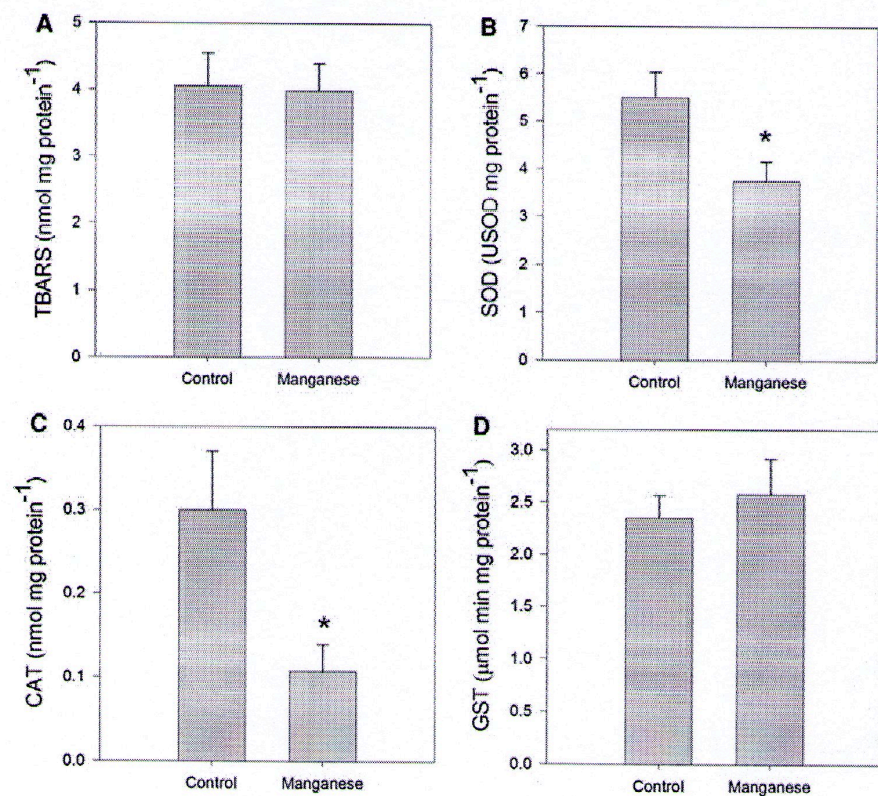 A
TBARS (nmol mg protein⁻¹)
5
4
3
2
1
0
Control Manganese
B
SOD (USOD mg protein⁻¹)
7
6
5
4
3
2
1
0
*
Control Manganese
C
CAT (nmol mg protein⁻¹)
0.4
0.3
0.2
0.1
0.0
*
Control Manganese
D
GST (μmol min mg protein⁻¹)
3.0
2.5
2.0
1.5
1.0
0.5
0.0
Control Manganese